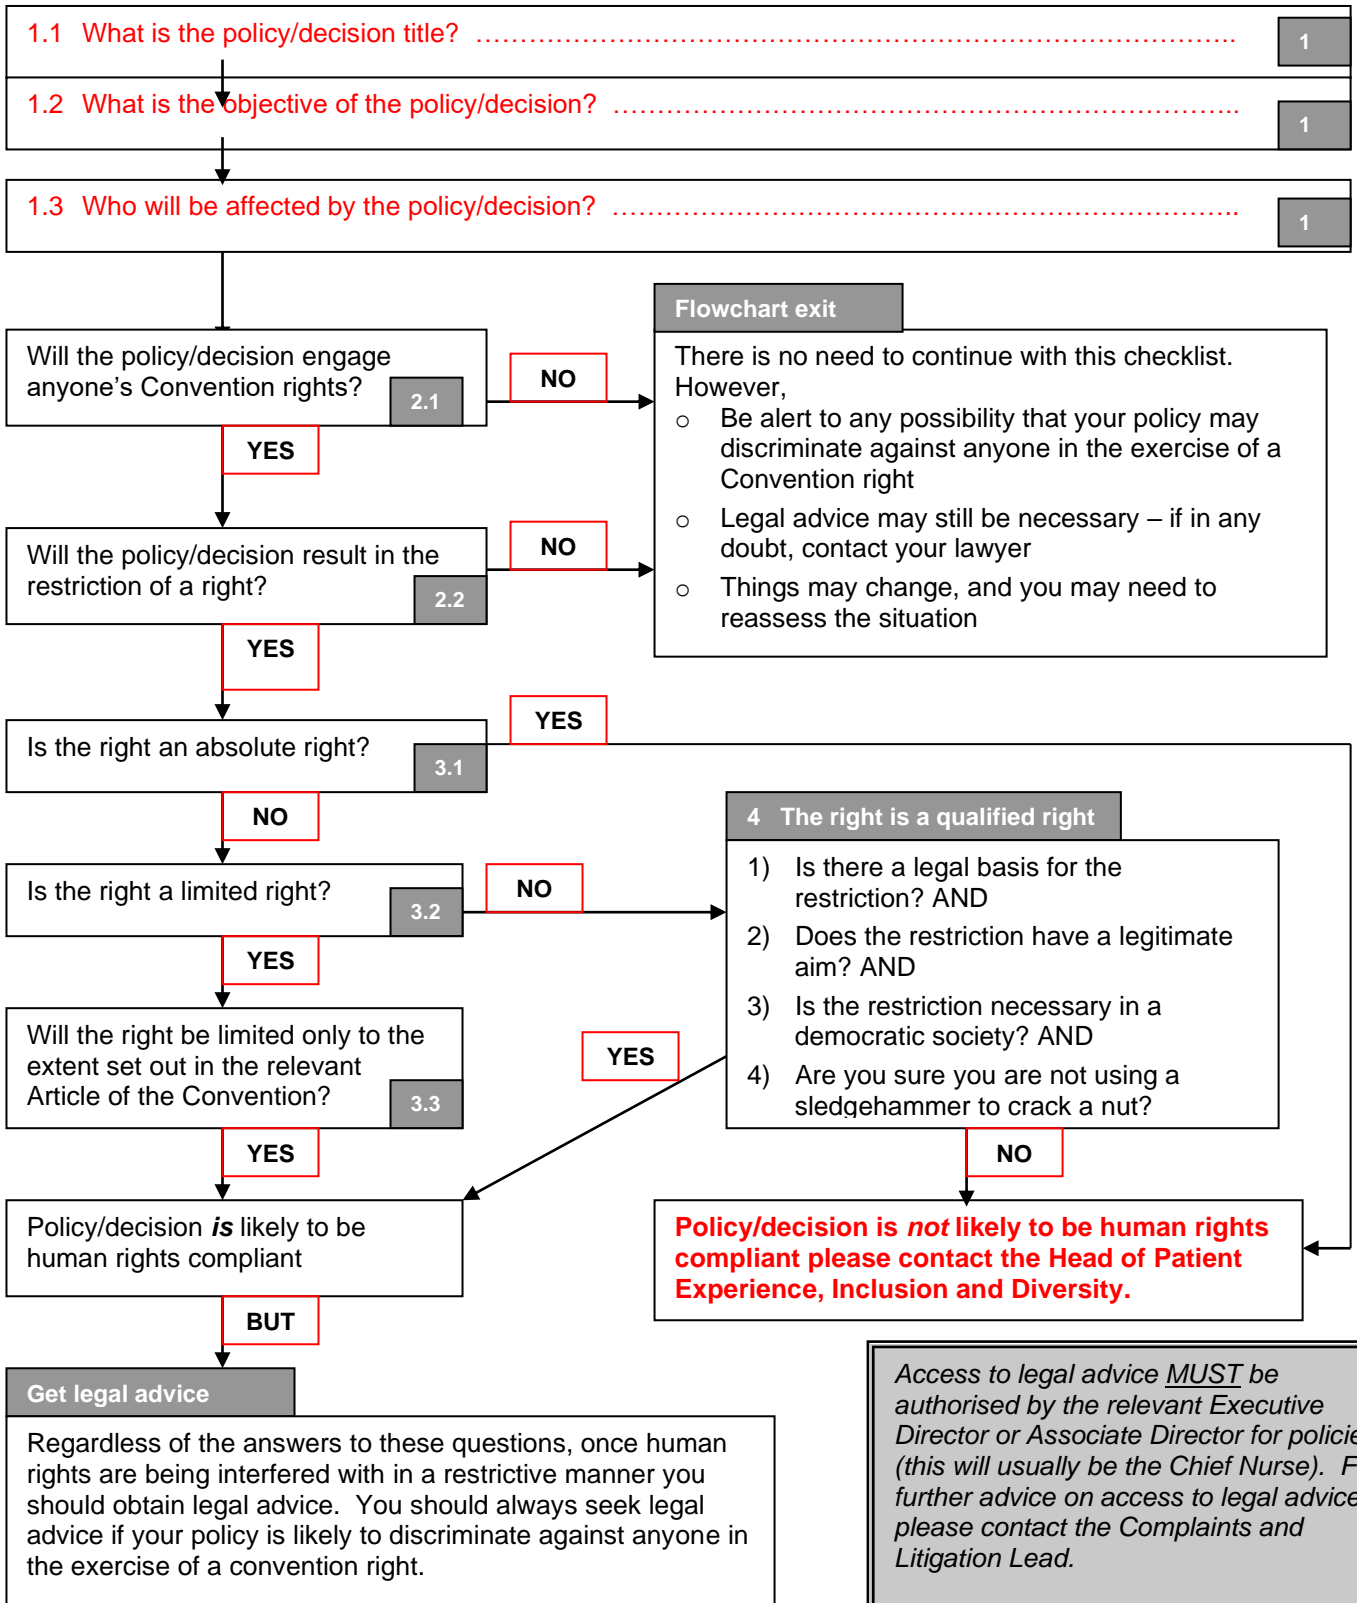 1.1 What is the policy/decision title? ……………………………………………………………………………..
1
1.2 What is the objective of the policy/decision? ………………………………………………………………..
1
1.3 Who will be affected by the policy/decision? ………………………………………………………………..
1
Will the policy/decision engage
anyone’s Convention rights?
2.1
NO
YES
Flowchart exit
There is no need to continue with this checklist.
However,
o Be alert to any possibility that your policy may
discriminate against anyone in the exercise of a
Convention right
o Legal advice may still be necessary – if in any
doubt, contact your lawyer
o Things may change, and you may need to
reassess the situation
Will the policy/decision result in the
restriction of a right?
2.2
NO
YES
Is the right an absolute right?
3.1
YES
NO
Is the right a limited right?
3.2
NO
YES
4 The right is a qualified right
1) Is there a legal basis for the
restriction? AND
2) Does the restriction have a legitimate
aim? AND
3) Is the restriction necessary in a
democratic society? AND
4) Are you sure you are not using a
sledgehammer to crack a nut?
YES
NO
Will the right be limited only to the
extent set out in the relevant
Article of the Convention?
3.3
YES
Policy/decision is likely to be
human rights compliant
Policy/decision is not likely to be human rights
compliant please contact the Head of Patient
Experience, Inclusion and Diversity.
BUT
Get legal advice
Regardless of the answers to these questions, once human
rights are being interfered with in a restrictive manner you
should obtain legal advice. You should always seek legal
advice if your policy is likely to discriminate against anyone in
the exercise of a convention right.
Access to legal advice MUST be
authorised by the relevant Executive
Director or Associate Director for
(this will usually be the Chief Nurse).
further advice on access to legal advice
please contact the Complaints and
Litigation Lead.